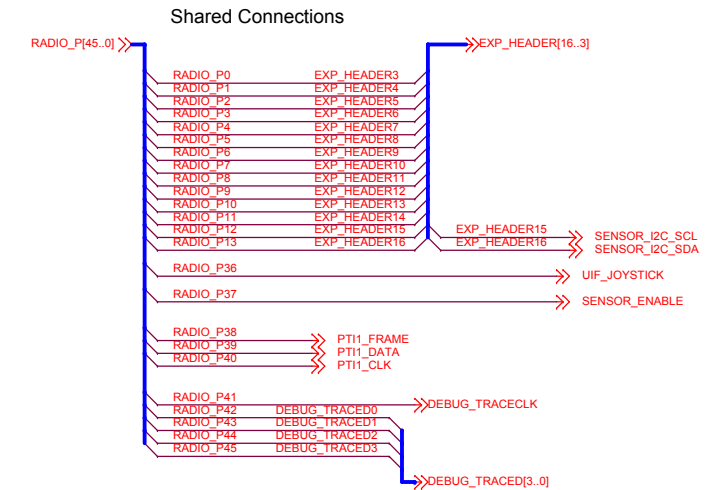 Shared Connections
RADIO_P[45..0] EXP_HEADER[16..3]
RADIO_P0 EXP_HEADER3
RADIO_P1 EXP_HEADER4
RADIO_P2 EXP_HEADER5
RADIO_P3 EXP_HEADER6
RADIO_P4 EXP_HEADER7
RADIO_P5 EXP_HEADER8
RADIO_P6 EXP_HEADER9
RADIO_P7 EXP_HEADER10
RADIO_P8 EXP_HEADER11
RADIO_P9 EXP_HEADER12
RADIO_P10 EXP_HEADER13
RADIO_P11 EXP_HEADER14
RADIO_P12 EXP_HEADER15 EXP_HEADER15 SENSOR_I2C_SCL
RADIO_P13 EXP_HEADER16 EXP_HEADER16 SENSOR_I2C_SDA
RADIO_P36 UIF_JOYSTICK
RADIO_P37 SENSOR_ENABLE
RADIO_P38 PTI1_FRAME
RADIO_P39 PTI1_DATA
RADIO_P40 PTI1_CLK
RADIO_P41 DEBUG_TRACECLK
RADIO_P42 DEBUG_TRACED0
RADIO_P43 DEBUG_TRACED1
RADIO_P44 DEBUG_TRACED2
RADIO_P45 DEBUG_TRACED3
DEBUG_TRACED[3..0]